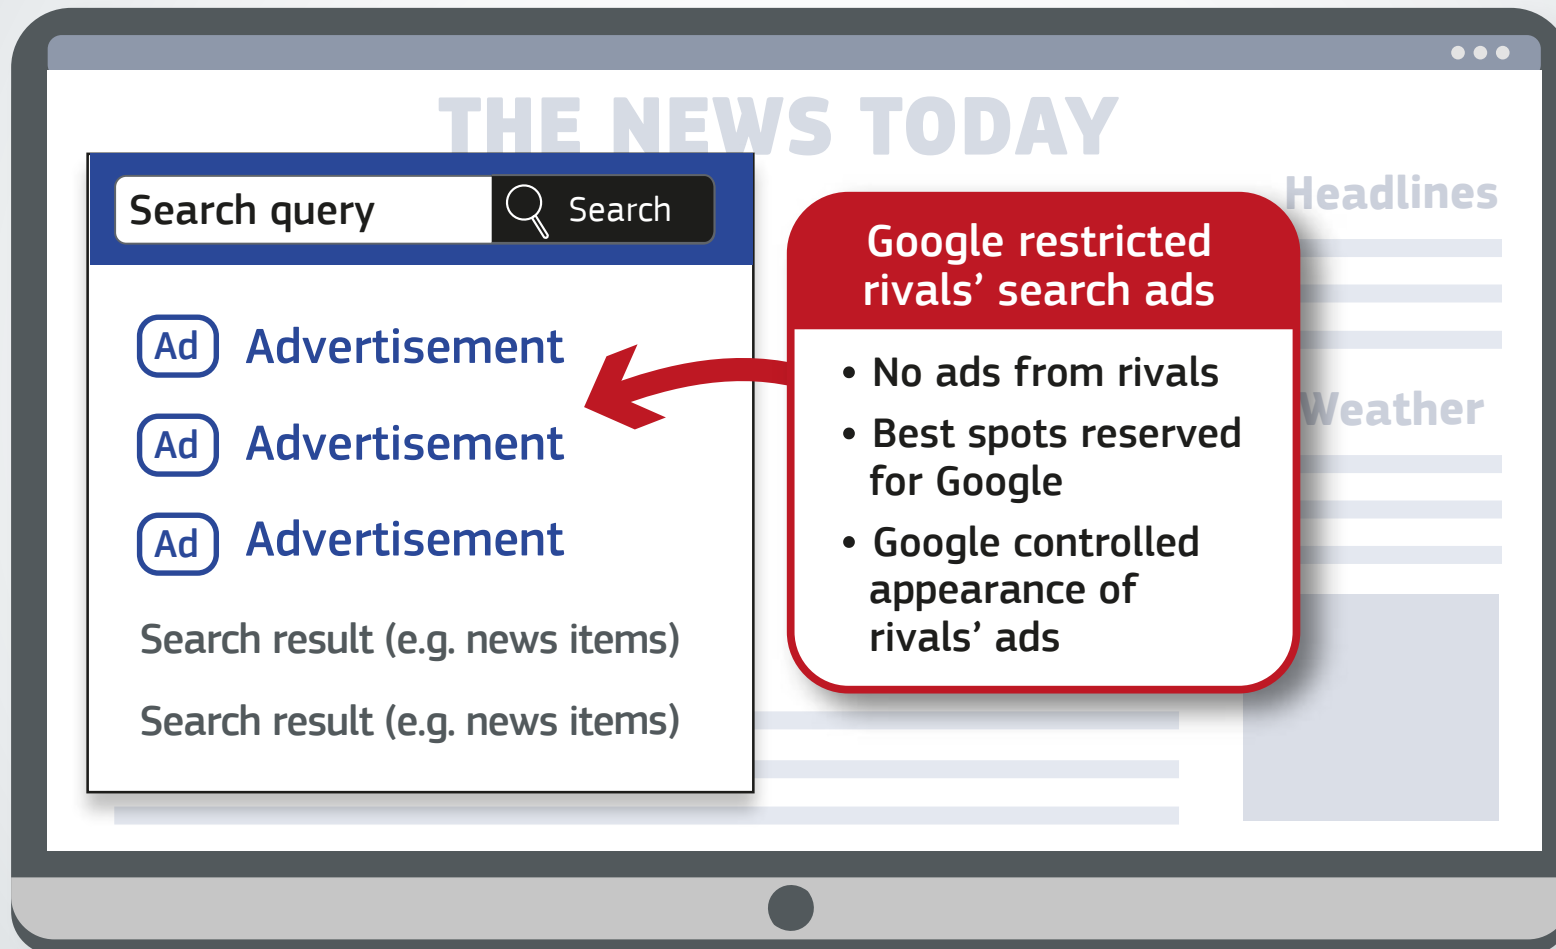 THE NEWS TODAY
Search query
Search
Ad Advertisement
Ad Advertisement
Ad Advertisement
Search result (e.g. news items)
Search result (e.g. news items)
Google restricted
rivals’ search ads
• No ads from rivals
• Best spots reserved
for Google
• Google controlled
appearance of
rivals’ ads
Headlines
Weather